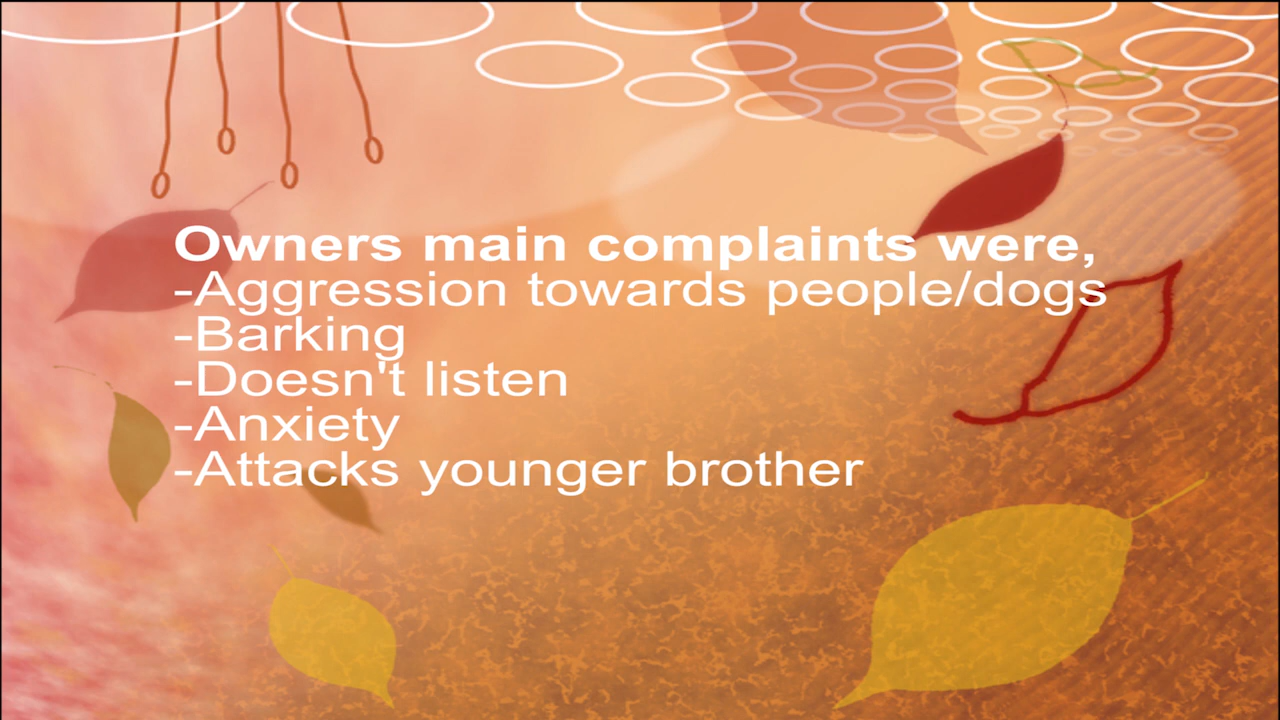 Owners main complaints were,
-Aggression towards people/dogs
-Barking
-Doesn't listen
-Anxiety
-Attacks younger brother